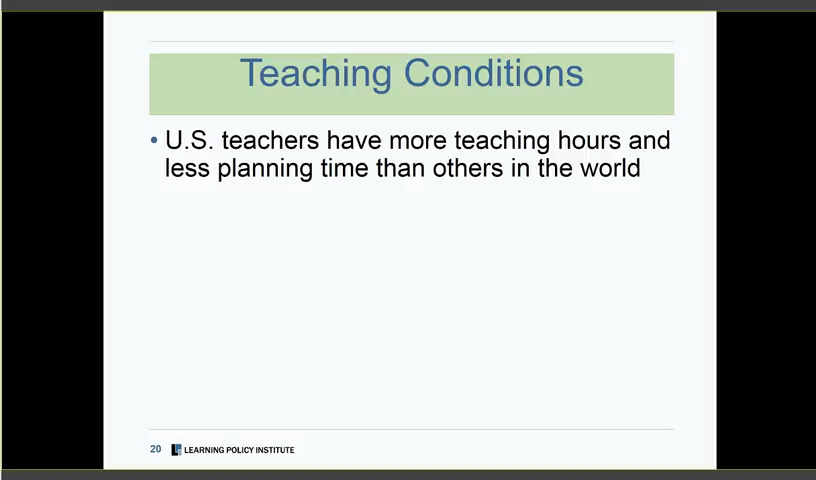 Teaching Conditions
• U.S. teachers have more teaching hours and
less planning time than others in the world
20 LEARNING POLICY INSTITUTE